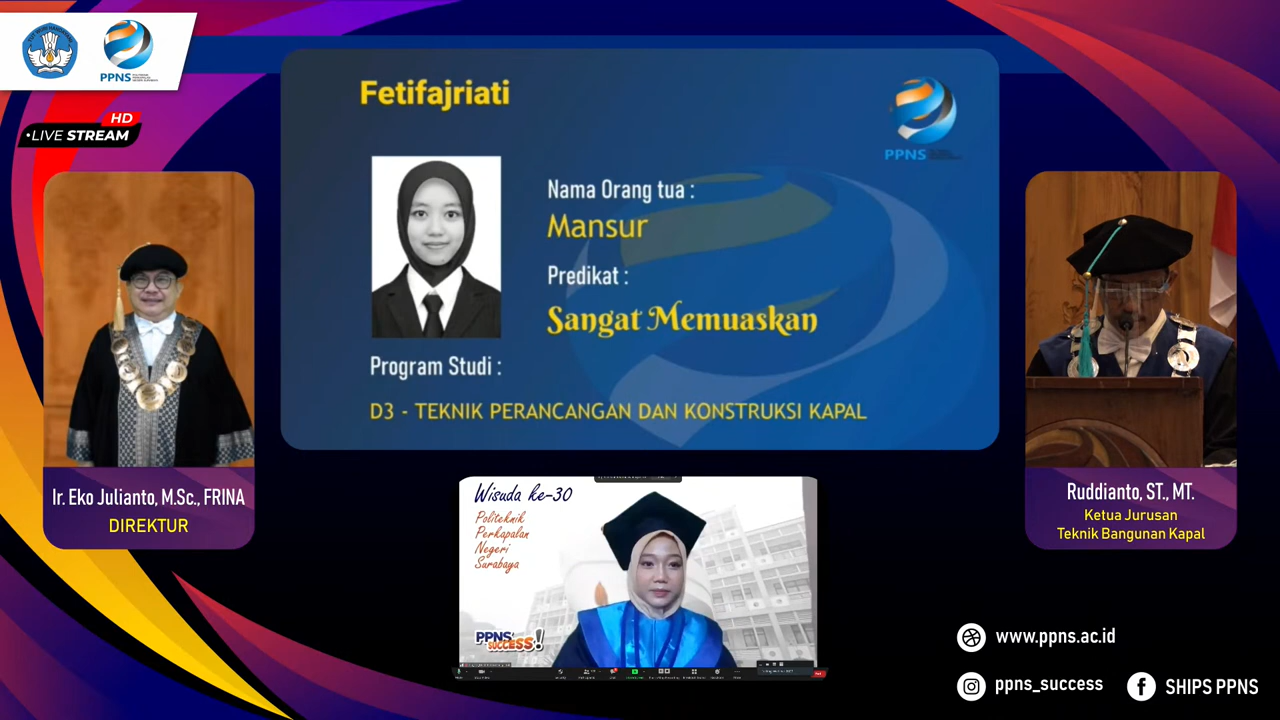 PPNS
HD
•LIVE STREAM
Fetifajriati
PPNS
Nama Orang tua :
Mansur
Predikat :
Sangat Memuaskan
Program Studi :
D3 - TEKNIK PERANCANGAN DAN KONSTRUKSI KAPAL
Ir. Eko Julianto, M.Sc., FRINA
DIREKTUR
Ruddianto, ST., MT.
Ketua Jurusan
Teknik Bangunan Kapal
Wisuda ke-30
Politeknik
Perkapalan
Negeri
Surabaya
PPNS
SUCCESS!
www.ppns.ac.id
ppns_success
SHIPS PPNS